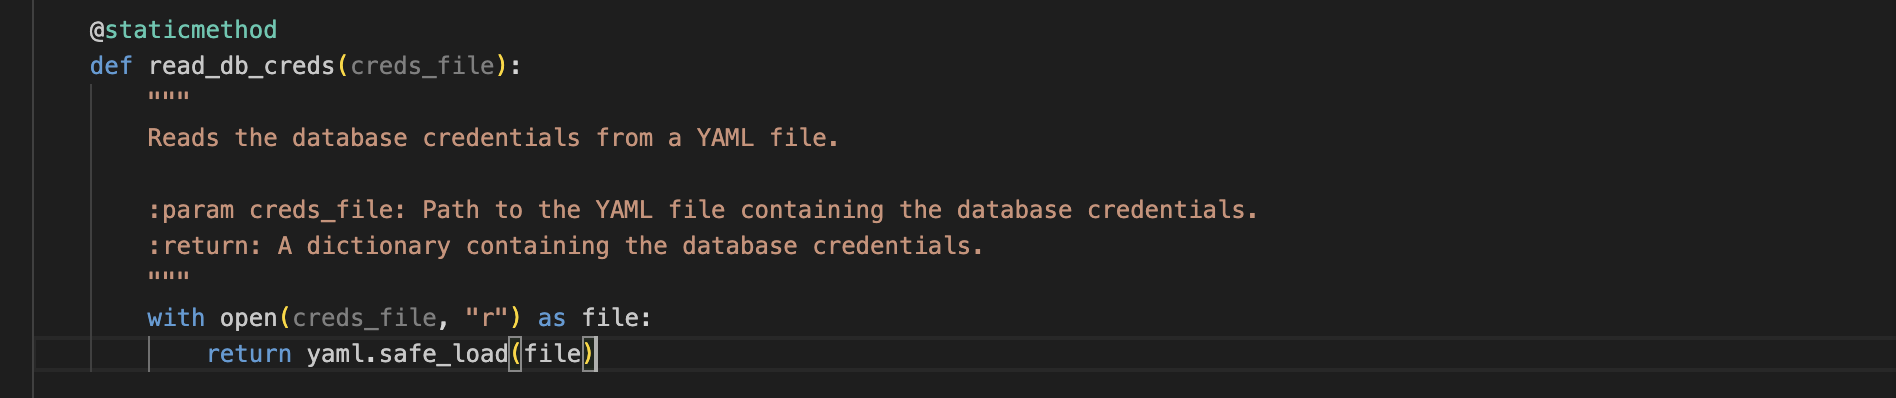 @staticmethod
def read_db_creds(creds_file):
"""
Reads the database credentials from a YAML file.
:param creds_file: Path to the YAML file containing the database credentials.
:return: A dictionary containing the database credentials.
"""
with open(creds_file, "r") as file:
return yaml.safe_load(file)